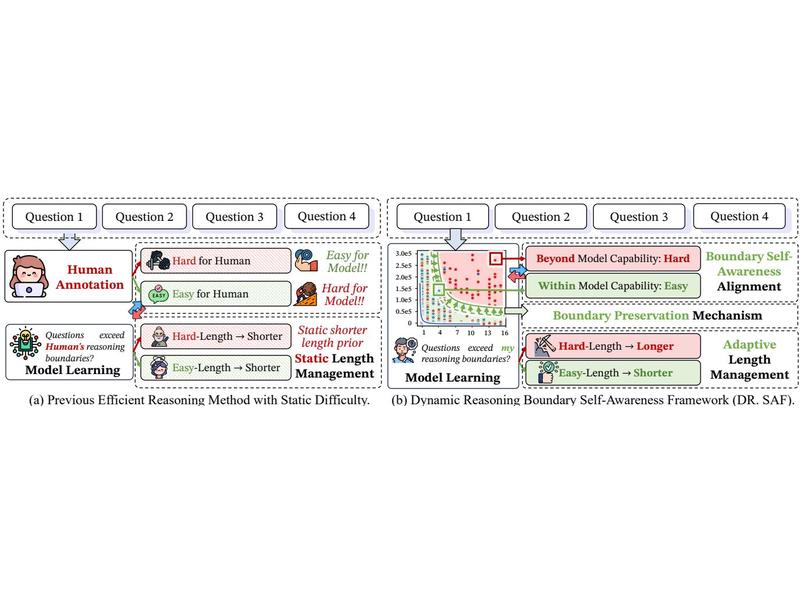 Question 1
Question 2
Question 3
Question 4
Human
Annotation
Hard for Human
Easy for
Model!!
EASY
Easy for Human
Hard for
Model!!
Questions exceed
Human's reasoning
boundaries?
Model Learning
Hard-Length → Shorter
Easy-Length → Shorter
Static shorter
length prior
Static Length
Management
(a) Previous Efficient Reasoning Method with Static Difficulty.
Question 1
Question 2
Question 3
Question 4
3.0e5
2.5e5
2.0e5
1.5e5
1.0e5
0.5e5
0
1 4 7 10 13 16
Questions exceed my
reasoning boundaries?
Model Learning
Beyond Model Capability: Hard
Within Model Capability: Easy
Boundary Self-
Awareness
Alignment
Boundary Preservation Mechanism
Hard-Length → Longer
Easy-Length → Shorter
Adaptive
Length
Management
(b) Dynamic Reasoning Boundary Self-Awareness Framework (DR. SAF).